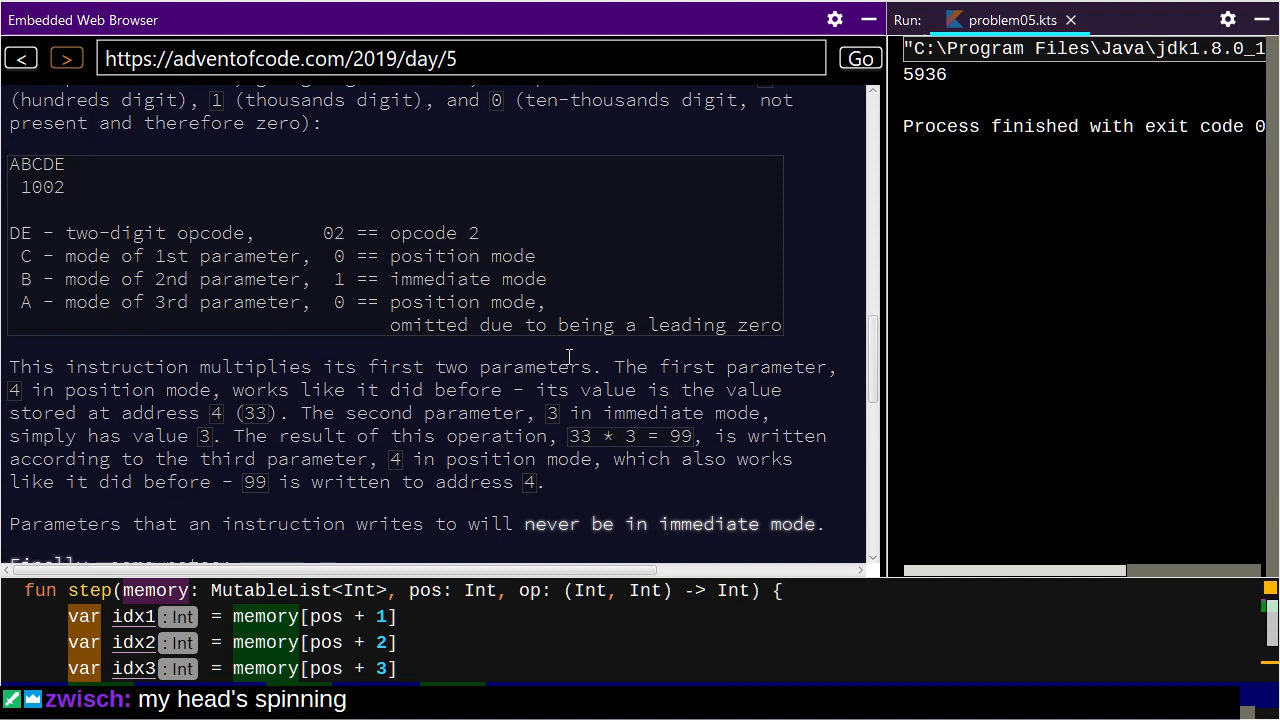 Embedded Web Browser
< > https://adventofcode.com/2019/day/5 Go
(hundreds digit), 1 (thousands digit), and 0 (ten-thousands digit, not
present and therefore zero):
ABCDE
1002
DE - two-digit opcode, 02 == opcode 2
C - mode of 1st parameter, 0 == position mode
B - mode of 2nd parameter, 1 == immediate mode
A - mode of 3rd parameter, 0 == position mode,
omitted due to being a leading zero
This instruction multiplies its first two parameters. The first parameter,
4 in position mode, works like it did before - its value is the value
stored at address 4 (33). The second parameter, 3 in immediate mode,
simply has value 3. The result of this operation, 33 * 3 = 99, is written
according to the third parameter, 4 in position mode, which also works
like it did before - 99 is written to address 4.
Parameters that an instruction writes to will never be in immediate mode.
Run: problem05.kts
"C:\Program Files\Java\jdk1.8.0_1
5936
Process finished with exit code 0
fun step(memory: MutableList<Int>, pos: Int, op: (Int, Int) -> Int) {
var idx1 : Int = memory[pos + 1]
var idx2 : Int = memory[pos + 2]
var idx3 : Int = memory[pos + 3]
zwisch: my head's spinning